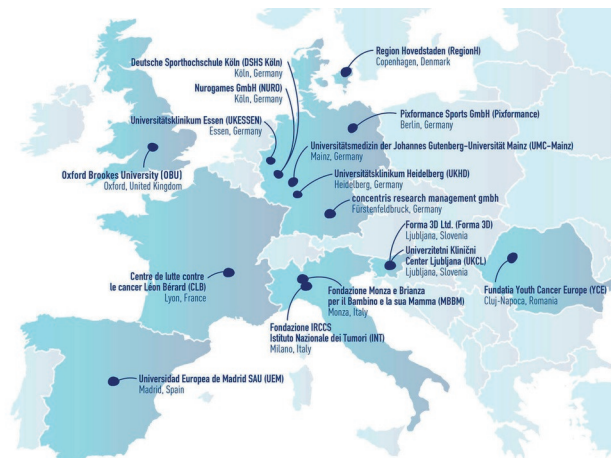 Region Hovedstaden (RegionH)
Copenhagen, Denmark
Deutsche Sporthochschule Köln (DSHS Köln)
Köln, Germany
Nurogames GmbH (NURO)
Köln, Germany
Universitätsklinikum Essen (UKESSEN)
Essen, Germany
Pixformance Sports GmbH (Pixformance)
Berlin, Germany
Universitätsmedizin der Johannes Gutenberg-Universität Mainz (UMC-Mainz)
Mainz, Germany
Oxford Brookes University (OBU)
Oxford, United Kingdom
Universitätsklinikum Heidelberg (UKHD)
Heidelberg, Germany
concentris research management gmbh
Fürstenfeldbruck, Germany
Forma 3D Ltd. (Forma 3D)
Ljubljana, Slovenia
Univerzitetni Klinični
Center Ljubljana (UKCL)
Ljubljana, Slovenia
Centre de lutte contre
le cancer Léon Bérard (CLB)
Lyon, France
Fundatia Youth Cancer Europe (YCE)
Cluj-Napoca, Romania
Fondazione Monza e Brianza
per il Bambino e la sua Mamma (MBBM)
Monza, Italy
Fondazione IRCCS
Istituto Nazionale dei Tumori (INT)
Milano, Italy
Universidad Europea de Madrid SAU (UEM)
Madrid, Spain